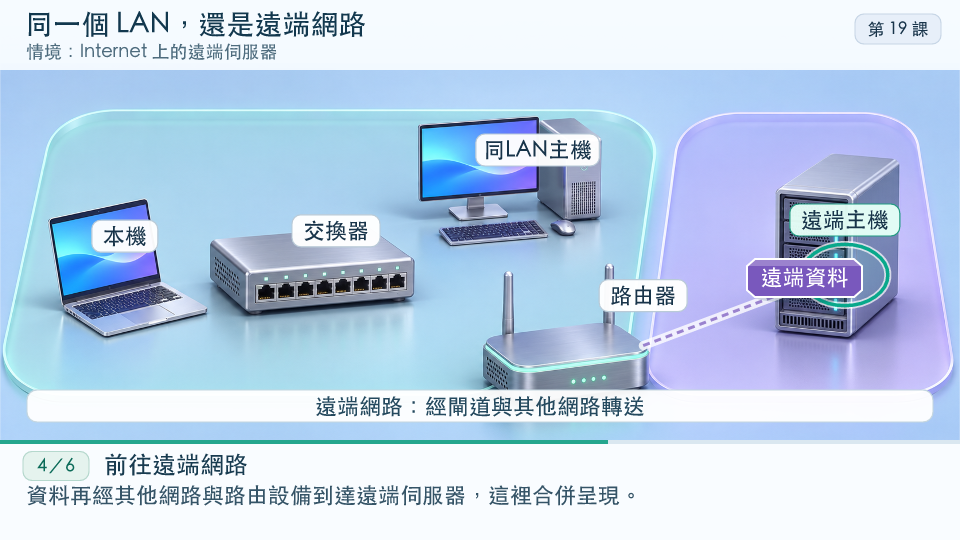 同一個 LAN，還是遠端網路
情境：Internet 上的遠端伺服器
第 19 課
同LAN主機
本機
交換器
遠端主機
遠端資料
路由器
遠端網路：經閘道與其他網路轉送
4／6
前往遠端網路
資料再經其他網路與路由設備到達遠端伺服器，這裡合併呈現。